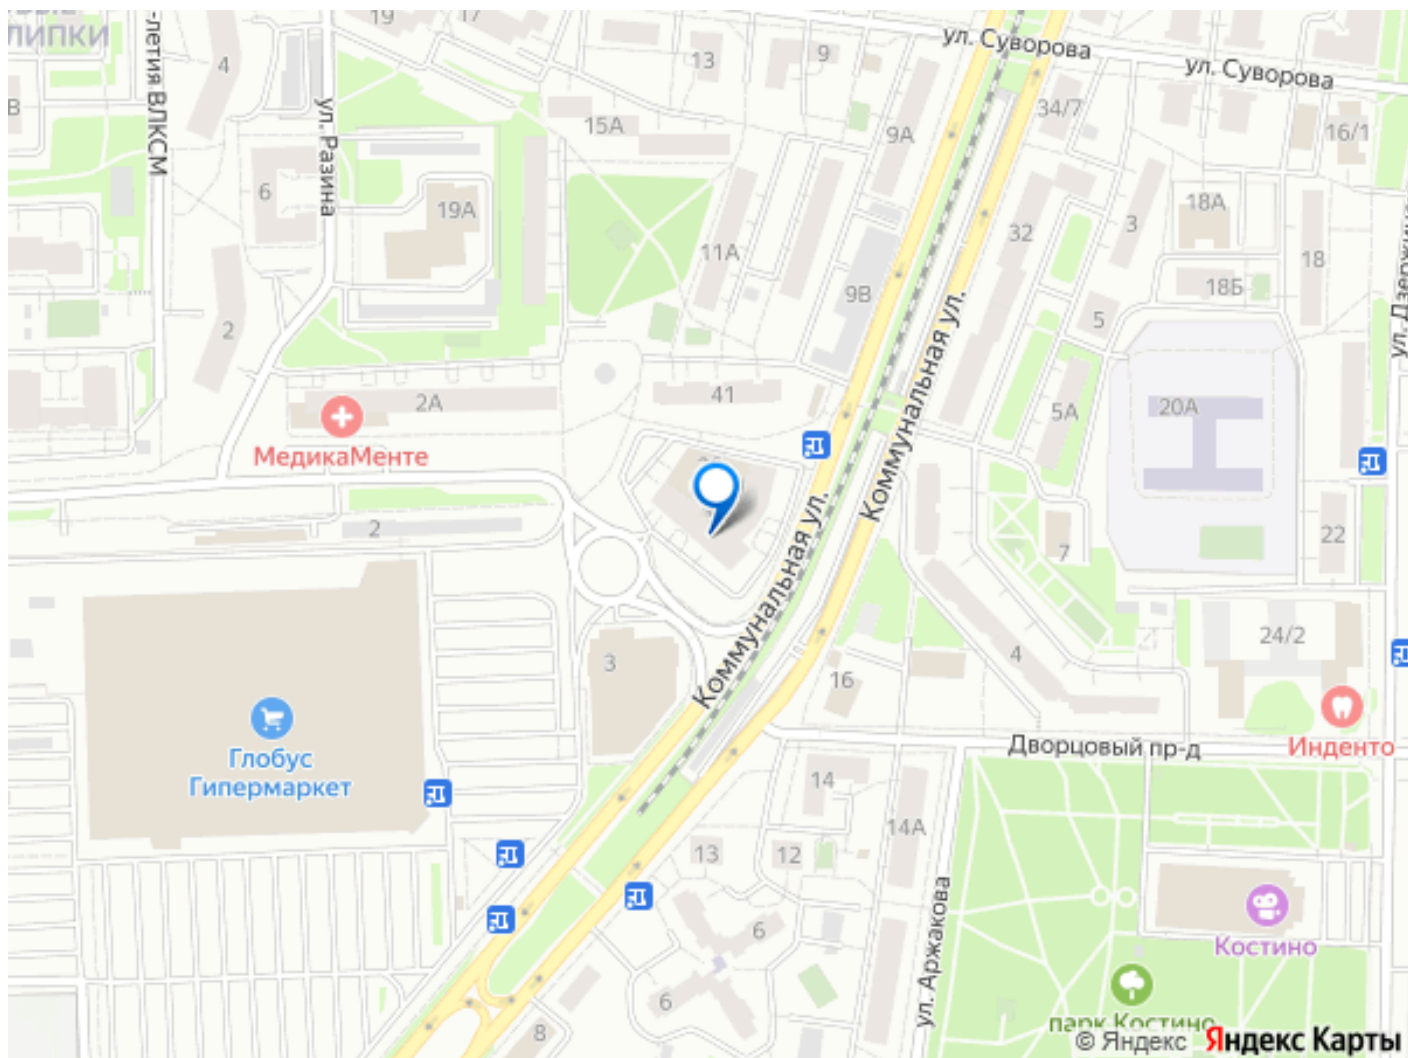 ЛИПКИ
-летия ВЛКСМ
19
17
4
В
ул. Разина
6
19А
2
13
9
15А
9А
11А
9В
ул. Суворова
ул. Суворова
34/7
16/1
18А
3
32
18
18Б
5
ул. Дзержинс
Коммунальная ул.
5А
20А
41
2А
МедикаМенте
2
Коммунальная ул.
7
22
24/2
4
3
16
Глобус
Гипермаркет
Дворцовый пр-д
Инденто
14
14А
13
12
6
6
8
ул. Аржакова
Костино
парк Костино
© Яндекс Яндекс Карты